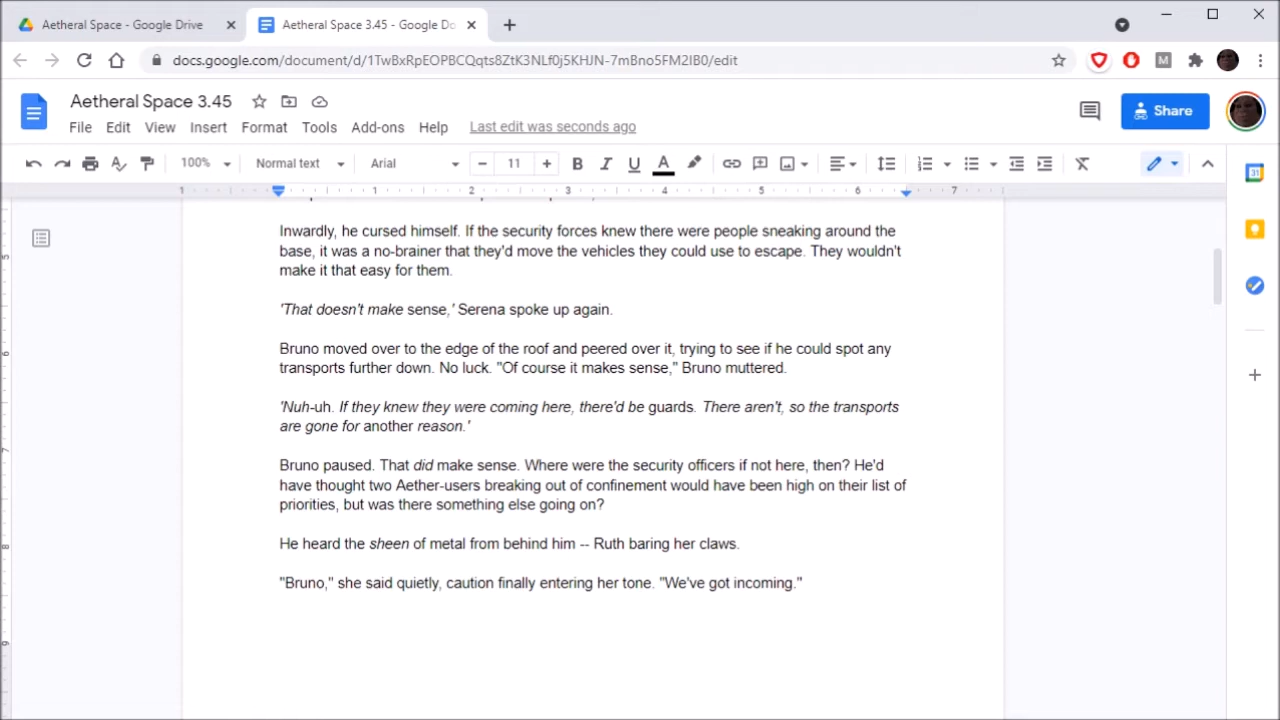 Aetheral Space - Google Drive
Aetheral Space 3.45 - Google Do
docs.google.com/document/d/1TwBxRpEOPBCQqts8ZtK3NLf0j5KHJN-7mBno5FM2IB0/edit
Aetheral Space 3.45
Share
File Edit View Insert Format Tools Add-ons Help Last edit was seconds ago
100% Normal text Arial 11
1 1 2 3 4 5 6 7
Inwardly, he cursed himself. If the security forces knew there were people sneaking around the
base, it was a no-brainer that they'd move the vehicles they could use to escape. They wouldn't
make it that easy for them.
'That doesn't make sense,' Serena spoke up again.
Bruno moved over to the edge of the roof and peered over it, trying to see if he could spot any
transports further down. No luck. "Of course it makes sense," Bruno muttered.
'Nuh-uh. If they knew they were coming here, there'd be guards. There aren't, so the transports
are gone for another reason.'
Bruno paused. That did make sense. Where were the security officers if not here, then? He'd
have thought two Aether-users breaking out of confinement would have been high on their list of
priorities, but was there something else going on?
He heard the sheen of metal from behind him -- Ruth baring her claws.
"Bruno," she said quietly, caution finally entering her tone. "We've got incoming."